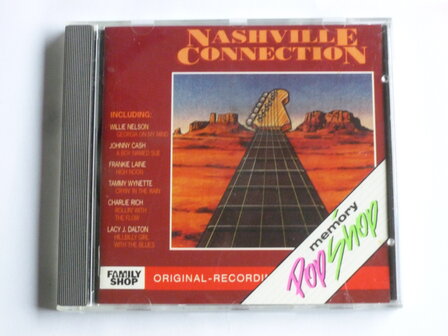 NASHVILLE
CONNECTION
INCLUDING:
WILLIE NELSON
GEORGIA ON MY MIND
JOHNNY CASH
A BOY NAMED SUE
FRANKIE LAINE
HIGH NOON
TAMMY WYNETTE
CRYIN' IN THE RAIN
CHARLIE RICH
ROLLIN' WITH
THE FLOW
LACY J. DALTON
HILLBILLY GIRL
WITH THE BLUES
FAMILY
SHOP
ORIGINAL-RECORDIN
memory
Pop Shop